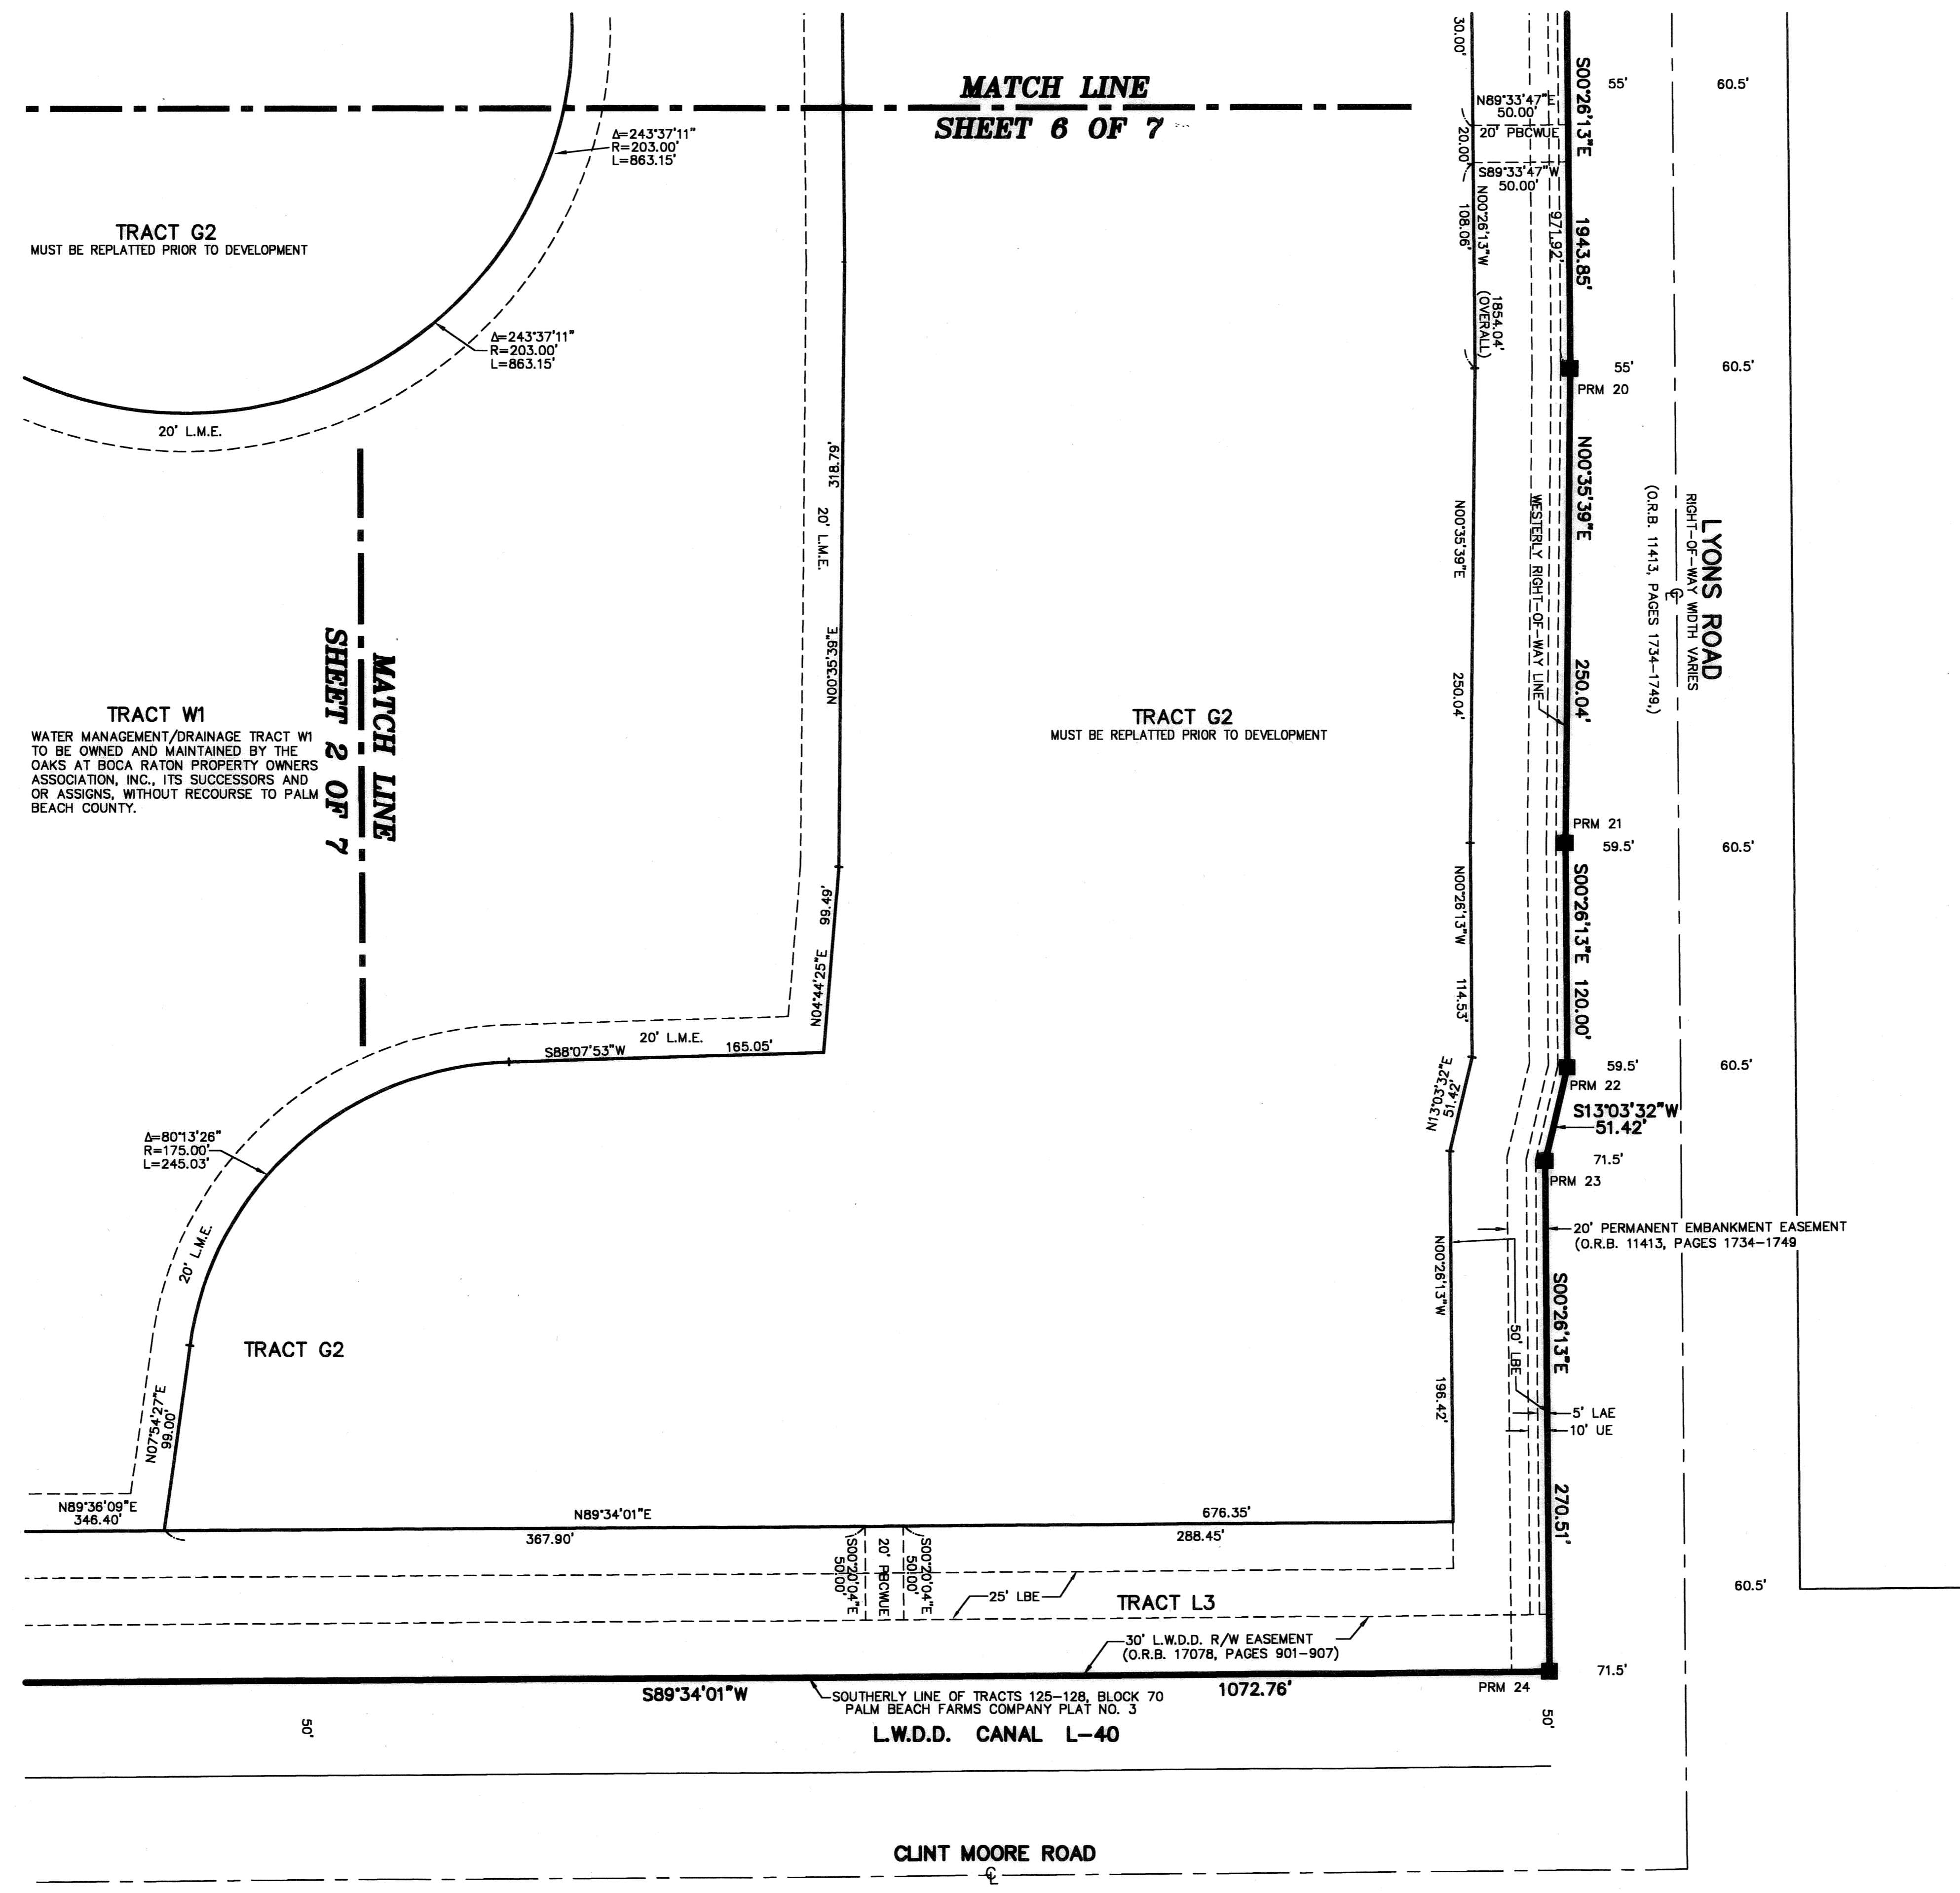 MATCH LINE
SHEET 6 OF 7
30.00'
N89°33'47"E
50.00'
20' PBCWUE
20.00'
S89°33'47"W
50.00'
N00°26'13"W
108.06'
971.92'
1854.04'
(OVERALL)
S00°26'13"E
1943.85'
55'
60.5'
Δ=243°37'11"
R=203.00'
L=863.15'
TRACT G2
MUST BE REPLATTED PRIOR TO DEVELOPMENT
Δ=243°37'11"
R=203.00'
L=863.15'
20' L.M.E.
55'
60.5'
PRM 20
318.79'
20' L.M.E.
N00°35'39"E
N00°35'39"E
250.04'
WESTERLY RIGHT-OF-WAY LINE
N00°35'39"E
250.04'
LYONS ROAD
RIGHT-OF-WAY WIDTH VARIES
(O.R.B. 11413, PAGES 1734-1749,)
℄
MATCH LINE
SHEET 2 OF 7
TRACT W1
WATER MANAGEMENT/DRAINAGE TRACT W1
TO BE OWNED AND MAINTAINED BY THE
OAKS AT BOCA RATON PROPERTY OWNERS
ASSOCIATION, INC., ITS SUCCESSORS AND
OR ASSIGNS, WITHOUT RECOURSE TO PALM
BEACH COUNTY.
TRACT G2
MUST BE REPLATTED PRIOR TO DEVELOPMENT
PRM 21
59.5'
60.5'
99.49'
N04°44'25"E
N00°26'13"W
114.53'
S00°26'13"E
120.00'
20' L.M.E.
S88°07'53"W
165.05'
N13°03'32"E
51.42'
59.5'
60.5'
PRM 22
S13°03'32"W
51.42'
Δ=80°13'26"
R=175.00'
L=245.03'
71.5'
PRM 23
20' L.M.E.
20' PERMANENT EMBANKMENT EASEMENT
(O.R.B. 11413, PAGES 1734-1749
N00°26'13"W
196.42'
50' LBE
S00°26'13"E
270.51'
TRACT G2
5' LAE
10' UE
N07°54'27"E
99.00'
N89°36'09"E
346.40'
N89°34'01"E
676.35'
367.90'
288.45'
S00°20'04"E
50.00'
20' PBCWUE
S00°20'04"E
50.00'
25' LBE
TRACT L3
60.5'
30' L.W.D.D. R/W EASEMENT
(O.R.B. 17078, PAGES 901-907)
71.5'
PRM 24
S89°34'01"W
1072.76'
SOUTHERLY LINE OF TRACTS 125-128, BLOCK 70
PALM BEACH FARMS COMPANY PLAT NO. 3
50'
50'
L.W.D.D. CANAL L-40
CLINT MOORE ROAD
℄